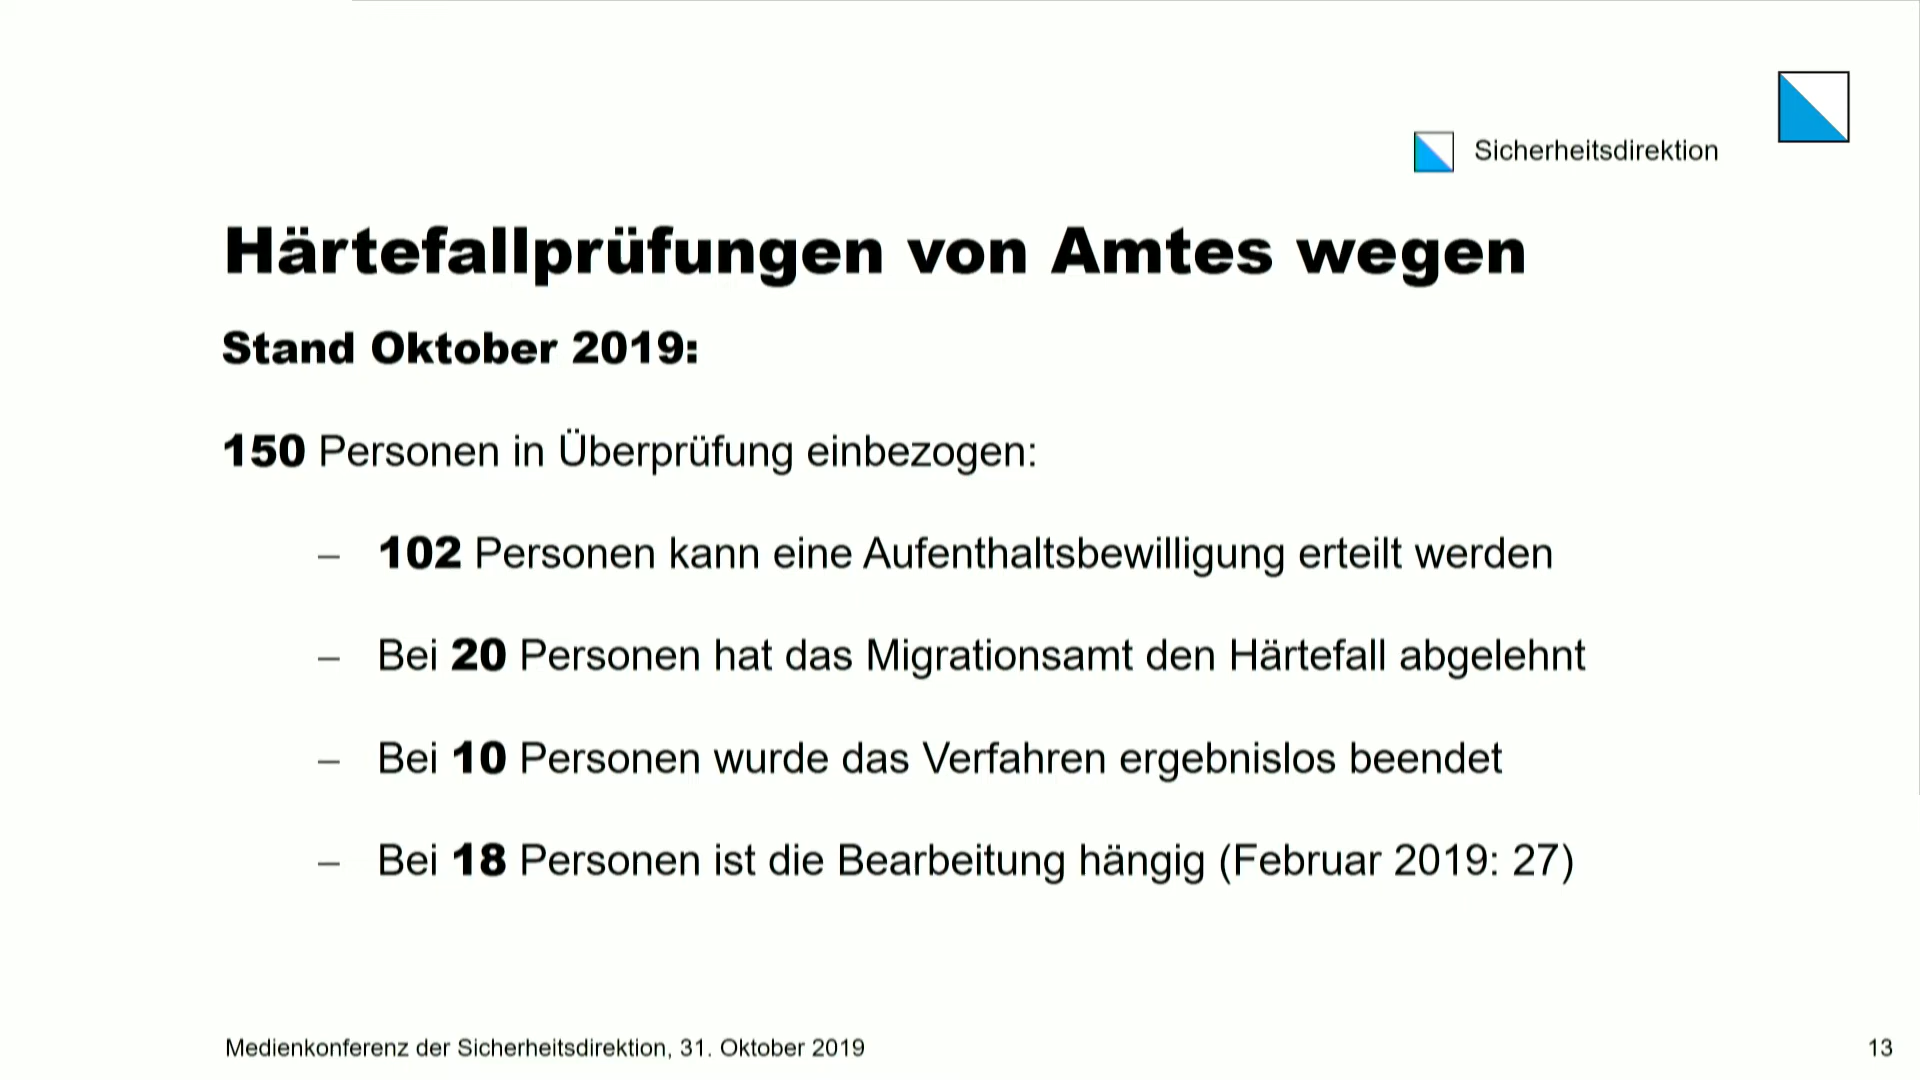 Sicherheitsdirektion
Härtefallprüfungen von Amtes wegen
Stand Oktober 2019:
150 Personen in Überprüfung einbezogen:
– 102 Personen kann eine Aufenthaltsbewilligung erteilt werden
– Bei 20 Personen hat das Migrationsamt den Härtefall abgelehnt
– Bei 10 Personen wurde das Verfahren ergebnislos beendet
– Bei 18 Personen ist die Bearbeitung hängig (Februar 2019: 27)
Medienkonferenz der Sicherheitsdirektion, 31. Oktober 2019
13